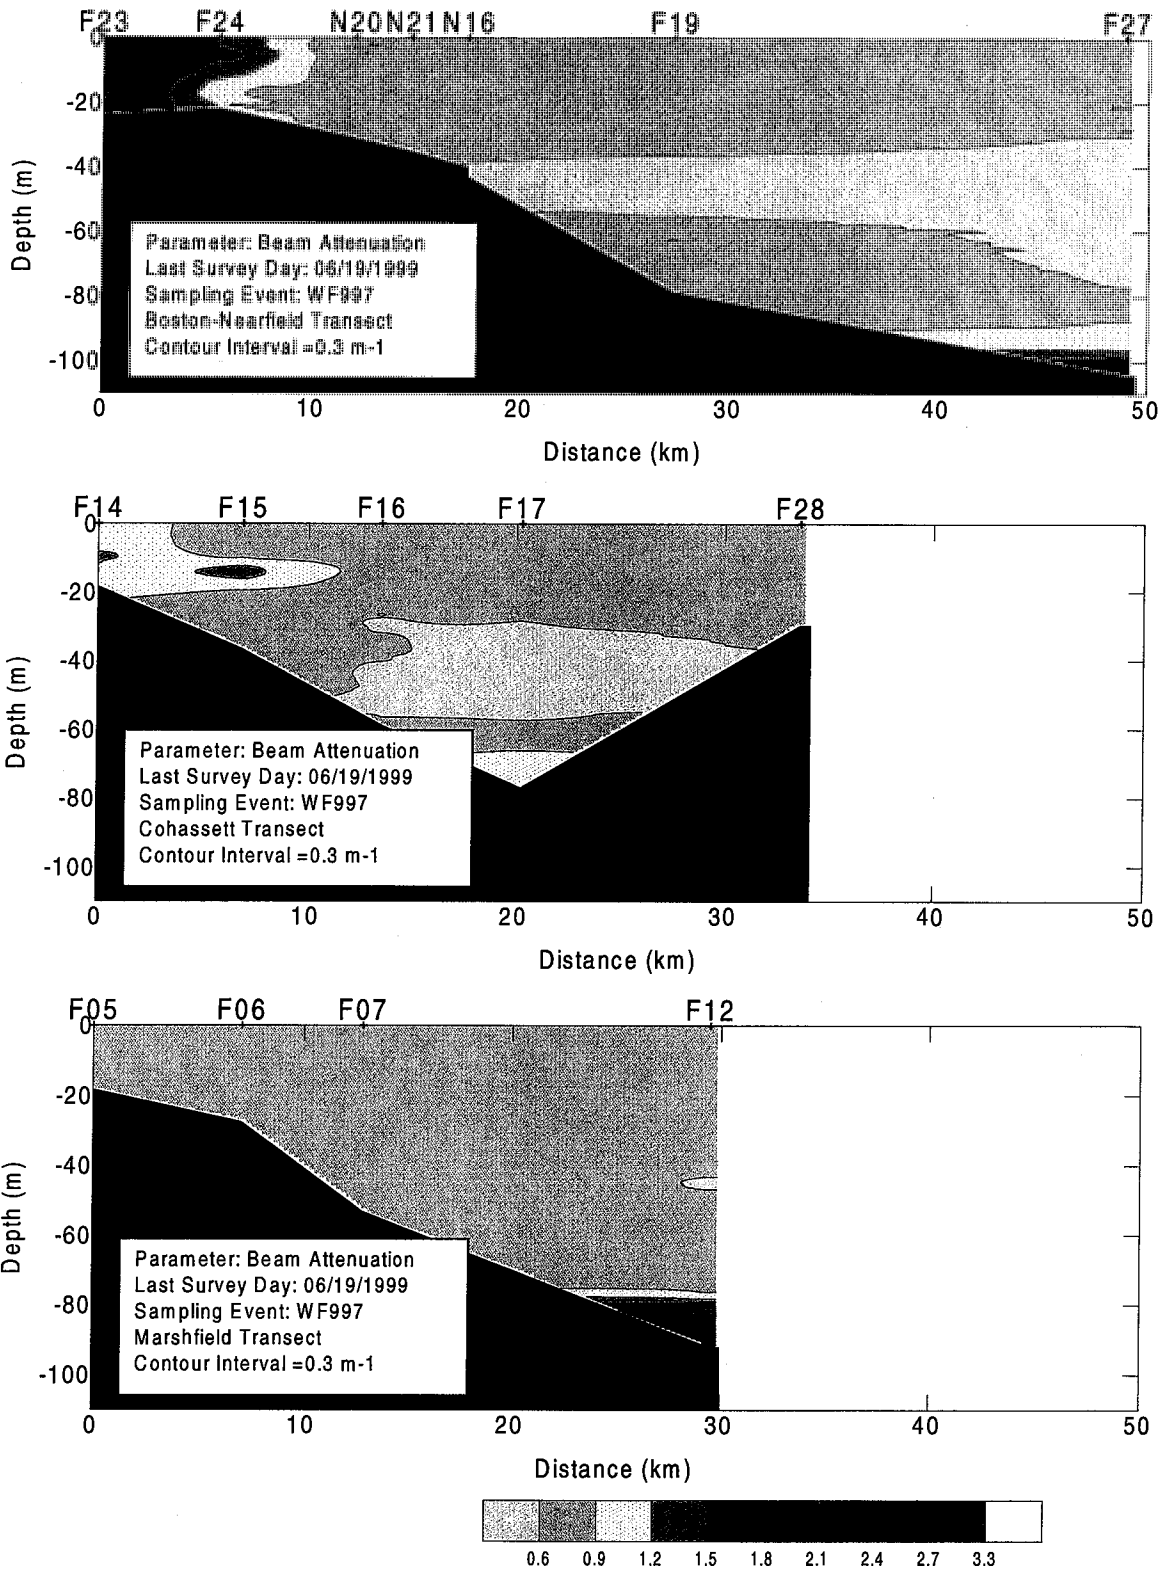 F23 F24 N20 N21 N16 F19 F27
0
-20
-40
-60
-80
-100
Depth (m)
Parameter: Beam Attenuation
Last Survey Day: 06/19/1999
Sampling Event: WF997
Boston-Nearfield Transect
Contour Interval =0.3 m-1
0 10 20 30 40 50
Distance (km)
F14 F15 F16 F17 F28
0
-20
-40
-60
-80
-100
Depth (m)
Parameter: Beam Attenuation
Last Survey Day: 06/19/1999
Sampling Event: WF997
Cohassett Transect
Contour Interval =0.3 m-1
0 10 20 30 40 50
Distance (km)
F05 F06 F07 F12
0
-20
-40
-60
-80
-100
Depth (m)
Parameter: Beam Attenuation
Last Survey Day: 06/19/1999
Sampling Event: WF997
Marshfield Transect
Contour Interval =0.3 m-1
0 10 20 30 40 50
Distance (km)
0.6 0.9 1.2 1.5 1.8 2.1 2.4 2.7 3.3